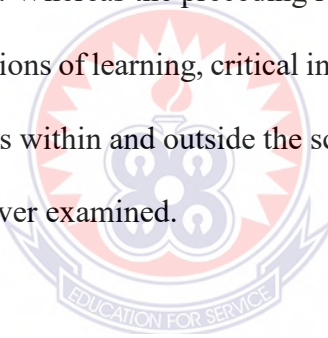 Whereas the preceding
ions of learning, critical in
s within and outside the sc
ver examined.
EDUCATION FOR SERVICE